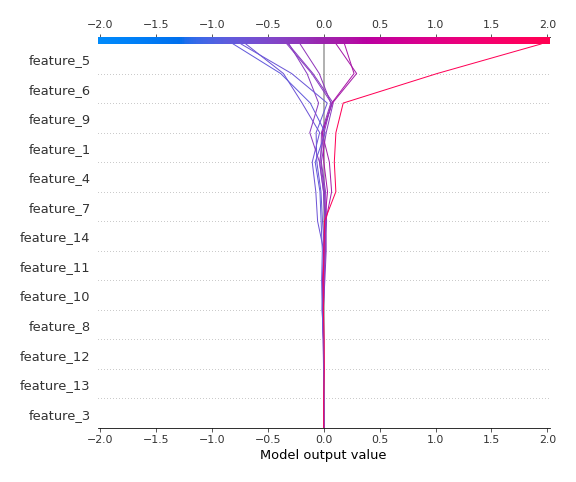 −2.0 −1.5 −1.0 −0.5 0.0 0.5 1.0 1.5 2.0
feature_5
feature_6
feature_9
feature_1
feature_4
feature_7
feature_14
feature_11
feature_10
feature_8
feature_12
feature_13
feature_3
−2.0 −1.5 −1.0 −0.5 0.0 0.5 1.0 1.5 2.0
Model output value